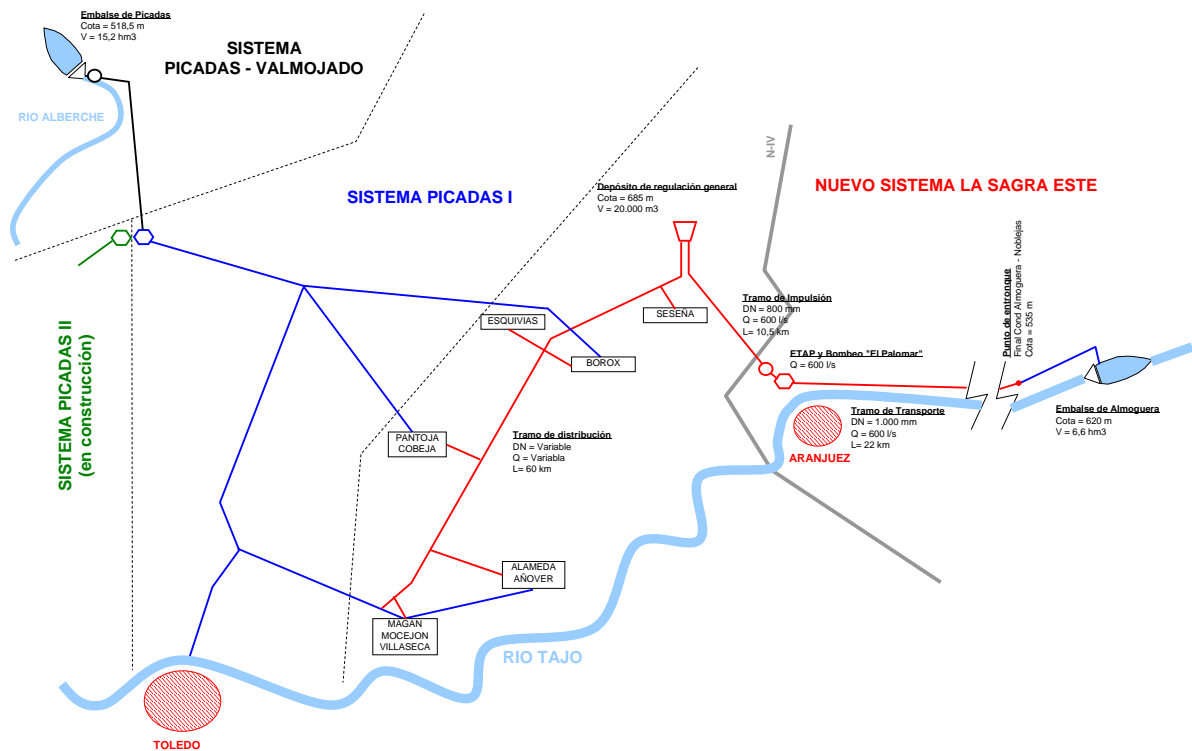 Embalse de Picadas
Cota = 518,5 m
V = 15,2 hm3
SISTEMA
PICADAS - VALMOJADO
RIO ALBERCHE
N-IV
SISTEMA PICADAS I
Depósito de regulación general
Cota = 685 m
V = 20.000 m3
NUEVO SISTEMA LA SAGRA ESTE
SISTEMA PICADAS II
(en construcción)
ESQUIVIAS
SESEÑA
BOROX
Tramo de Impulsión
DN = 800 mm
Q = 600 l/s
L= 10,5 km
ETAP y Bombeo "El Palomar"
Q = 600 l/s
Punto de entronque
Final Cond Almoguera - Noblejas
Cota = 535 m
Embalse de Almoguera
Cota = 620 m
V = 6,6 hm3
Tramo de Transporte
DN = 1.000 mm
Q = 600 l/s
L= 22 km
ARANJUEZ
PANTOJA
COBEJA
Tramo de distribución
DN = Variable
Q = Variabla
L= 60 km
ALAMEDA
AÑOVER
MAGAN
MOCEJON
VILLASECA
RIO TAJO
TOLEDO